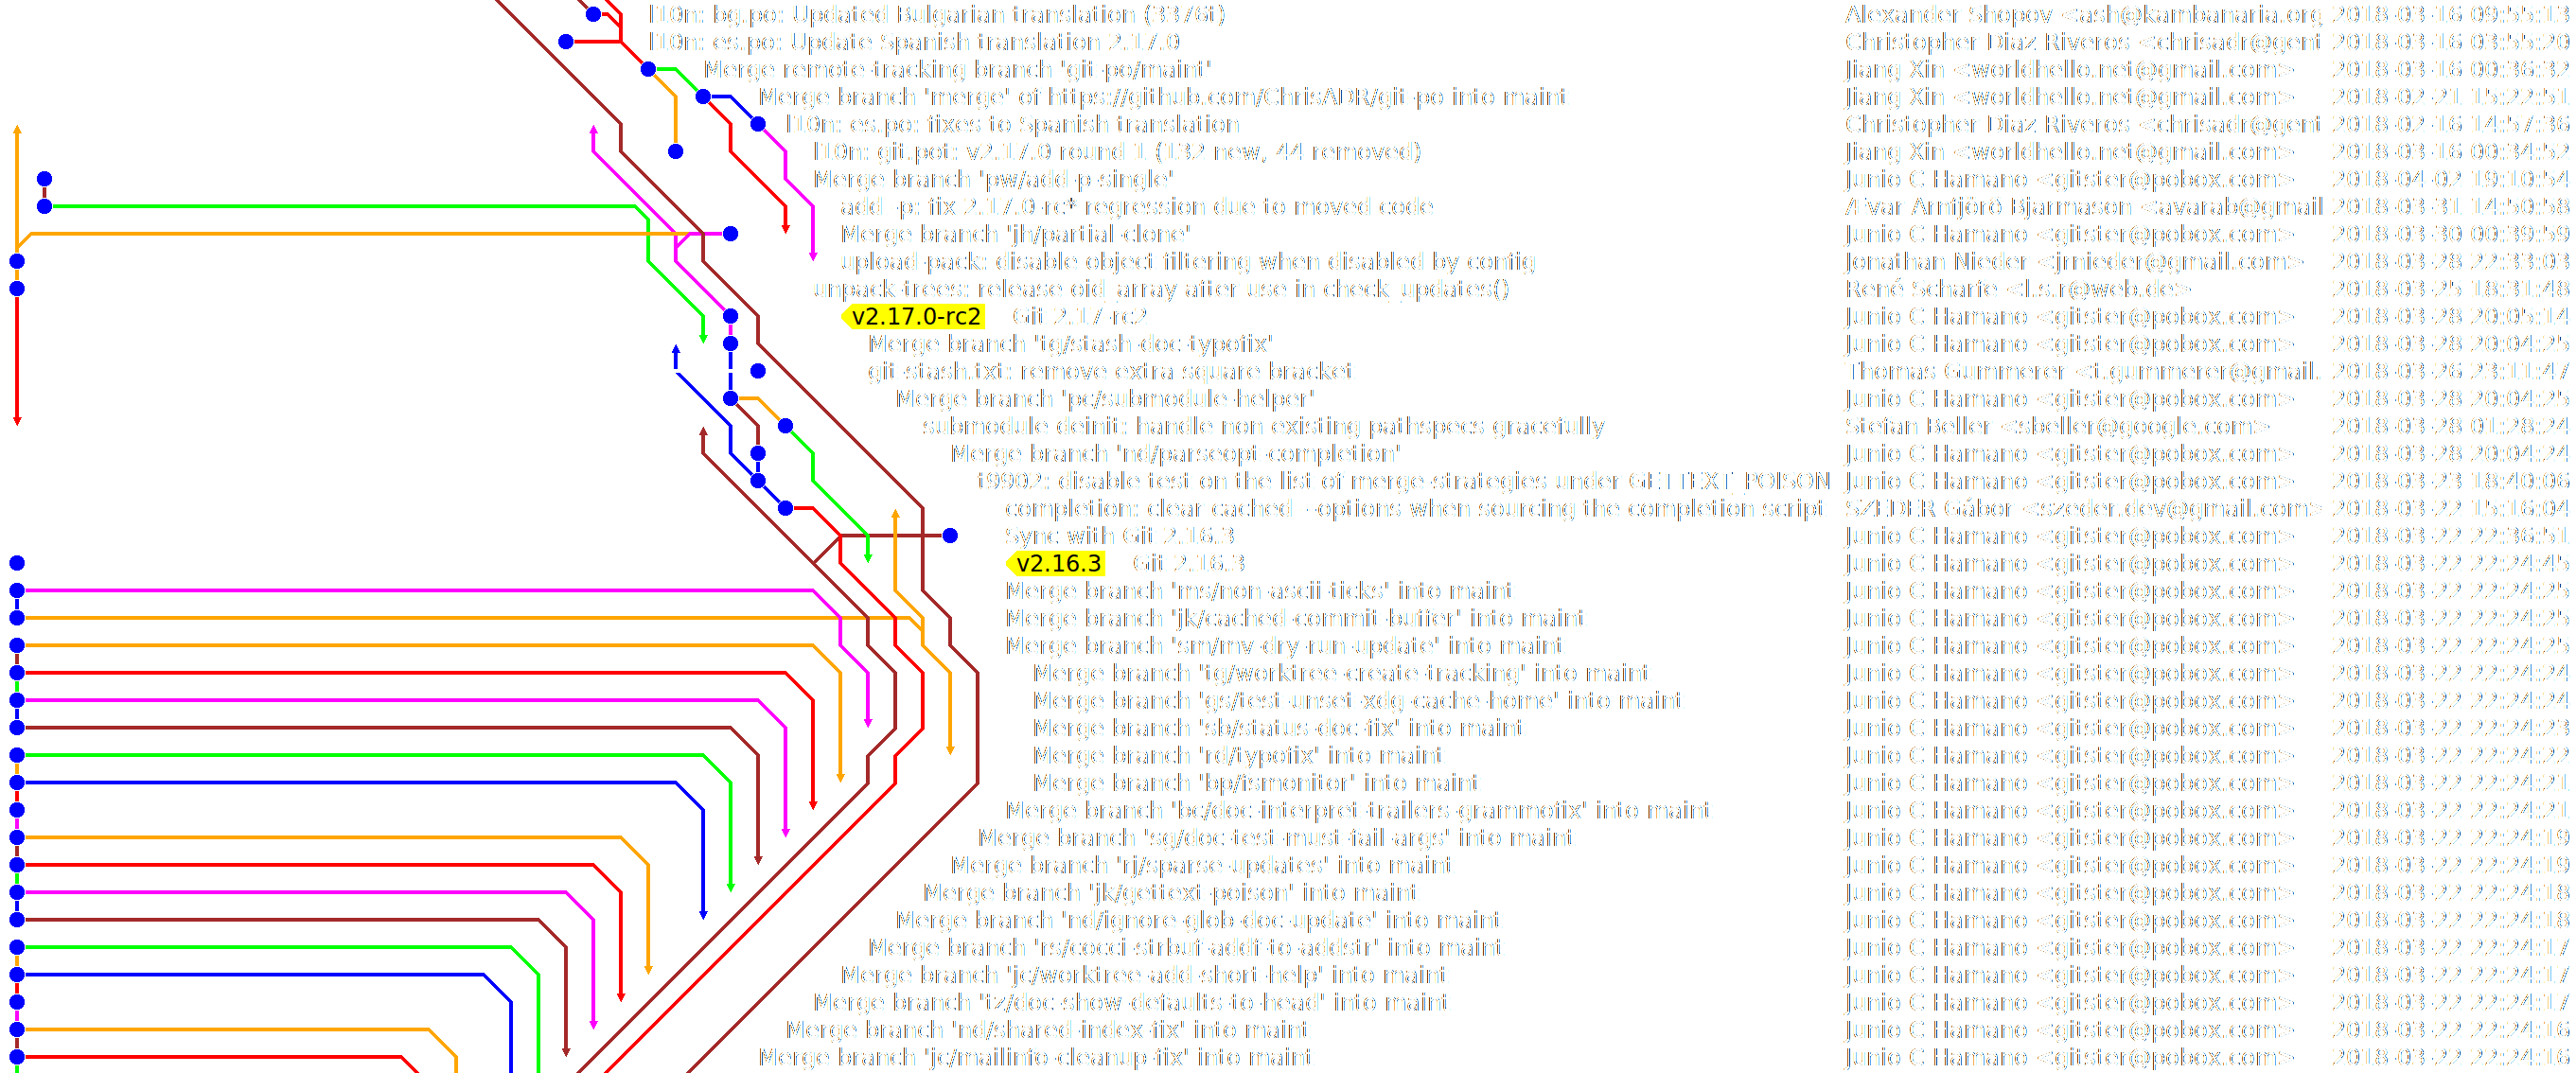 l10n: bg.po: Updated Bulgarian translation (3376t) Alexander Shopov <ash@kambanaria.org 2018-03-16 09:55:13
l10n: es.po: Update Spanish translation 2.17.0 Christopher Diaz Riveros <chrisadr@gent 2018-03-16 03:55:20
Merge remote-tracking branch 'git-po/maint' Jiang Xin <worldhello.net@gmail.com> 2018-03-16 00:36:32
Merge branch 'merge' of https://github.com/ChrisADR/git-po into maint Jiang Xin <worldhello.net@gmail.com> 2018-02-21 15:22:51
l10n: es.po: fixes to Spanish translation Christopher Diaz Riveros <chrisadr@gent 2018-02-16 14:57:36
l10n: git.pot: v2.17.0 round 1 (132 new, 44 removed) Jiang Xin <worldhello.net@gmail.com> 2018-03-16 00:34:52
Merge branch 'pw/add-p-single' Junio C Hamano <gitster@pobox.com> 2018-04-02 19:10:54
add -p: fix 2.17.0-rc* regression due to moved code Ævar Arnfjörð Bjarmason <avarab@gmail 2018-03-31 14:50:58
Merge branch 'jh/partial-clone' Junio C Hamano <gitster@pobox.com> 2018-03-30 00:39:59
upload-pack: disable object filtering when disabled by config Jonathan Nieder <jrnieder@gmail.com> 2018-03-28 22:33:03
unpack-trees: release oid_array after use in check_updates() René Scharfe <l.s.r@web.de> 2018-03-25 18:31:48
v2.17.0-rc2 Git 2.17-rc2 Junio C Hamano <gitster@pobox.com> 2018-03-28 20:05:14
Merge branch 'tg/stash-doc-typofix' Junio C Hamano <gitster@pobox.com> 2018-03-28 20:04:25
git-stash.txt: remove extra square bracket Thomas Gummerer <t.gummerer@gmail. 2018-03-26 23:11:47
Merge branch 'pc/submodule-helper' Junio C Hamano <gitster@pobox.com> 2018-03-28 20:04:25
submodule deinit: handle non existing pathspecs gracefully Stefan Beller <sbeller@google.com> 2018-03-28 01:28:24
Merge branch 'nd/parseopt-completion' Junio C Hamano <gitster@pobox.com> 2018-03-28 20:04:24
t9902: disable test on the list of merge-strategies under GETTEXT_POISON Junio C Hamano <gitster@pobox.com> 2018-03-23 18:40:06
completion: clear cached --options when sourcing the completion script SZEDER Gábor <szeder.dev@gmail.com> 2018-03-22 15:16:04
Sync with Git 2.16.3 Junio C Hamano <gitster@pobox.com> 2018-03-22 22:36:51
v2.16.3 Git 2.16.3 Junio C Hamano <gitster@pobox.com> 2018-03-22 22:24:45
Merge branch 'ms/non-ascii-ticks' into maint Junio C Hamano <gitster@pobox.com> 2018-03-22 22:24:25
Merge branch 'jk/cached-commit-buffer' into maint Junio C Hamano <gitster@pobox.com> 2018-03-22 22:24:25
Merge branch 'sm/mv-dry-run-update' into maint Junio C Hamano <gitster@pobox.com> 2018-03-22 22:24:25
Merge branch 'tg/worktree-create-tracking' into maint Junio C Hamano <gitster@pobox.com> 2018-03-22 22:24:24
Merge branch 'gs/test-unset-xdg-cache-home' into maint Junio C Hamano <gitster@pobox.com> 2018-03-22 22:24:24
Merge branch 'sb/status-doc-fix' into maint Junio C Hamano <gitster@pobox.com> 2018-03-22 22:24:23
Merge branch 'rd/typofix' into maint Junio C Hamano <gitster@pobox.com> 2018-03-22 22:24:22
Merge branch 'bp/fsmonitor' into maint Junio C Hamano <gitster@pobox.com> 2018-03-22 22:24:21
Merge branch 'bc/doc-interpret-trailers-grammofix' into maint Junio C Hamano <gitster@pobox.com> 2018-03-22 22:24:21
Merge branch 'sg/doc-test-must-fail-args' into maint Junio C Hamano <gitster@pobox.com> 2018-03-22 22:24:19
Merge branch 'rj/sparse-updates' into maint Junio C Hamano <gitster@pobox.com> 2018-03-22 22:24:19
Merge branch 'jk/gettext-poison' into maint Junio C Hamano <gitster@pobox.com> 2018-03-22 22:24:18
Merge branch 'nd/ignore-glob-doc-update' into maint Junio C Hamano <gitster@pobox.com> 2018-03-22 22:24:18
Merge branch 'rs/cocci-strbuf-addf-to-addstr' into maint Junio C Hamano <gitster@pobox.com> 2018-03-22 22:24:17
Merge branch 'jc/worktree-add-short-help' into maint Junio C Hamano <gitster@pobox.com> 2018-03-22 22:24:17
Merge branch 'tz/doc-show-defaults-to-head' into maint Junio C Hamano <gitster@pobox.com> 2018-03-22 22:24:17
Merge branch 'nd/shared-index-fix' into maint Junio C Hamano <gitster@pobox.com> 2018-03-22 22:24:16
Merge branch 'jc/mailinfo-cleanup-fix' into maint Junio C Hamano <gitster@pobox.com> 2018-03-22 22:24:16